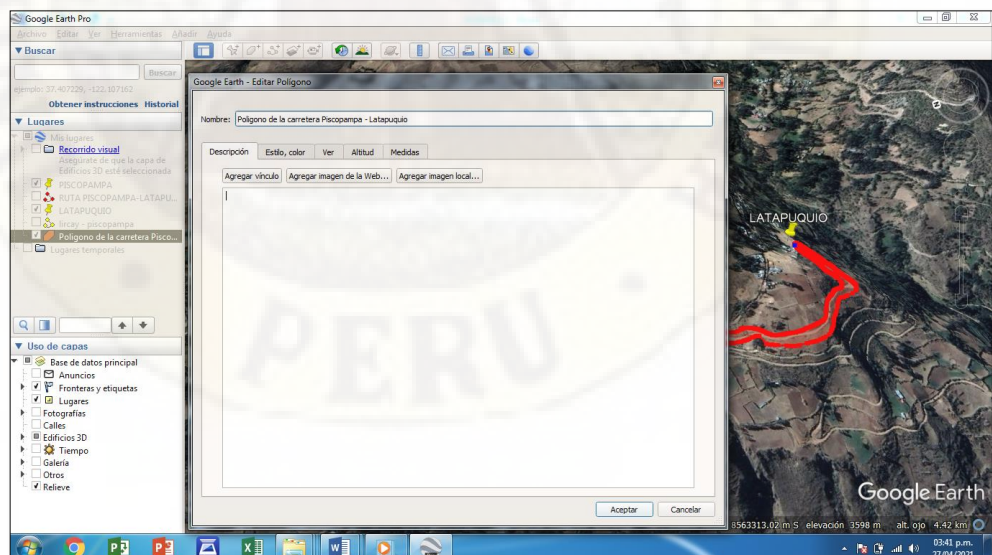 Google Earth Pro
Archivo Editar Ver Herramientas Añadir Ayuda
Buscar
Buscar
ejemplo: 37.407229, -122.107162
Obtener instrucciones Historial
Lugares
Mis lugares
Recorrido visual
Asegúrate de que la capa de
Edificios 3D esté seleccionada
PISCOPAMPA
RUTA PISCOPAMPA-LATAPU...
LATAPUQUIO
lircay - piscopampa
Poligono de la carretera Pisco...
Lugares temporales
Uso de capas
Base de datos principal
Anuncios
Fronteras y etiquetas
Lugares
Fotografías
Calles
Edificios 3D
Tiempo
Galería
Otros
Relieve
Google Earth - Editar Polígono
Nombre: Poligono de la carretera Piscopampa - Latapuquio
Descripción Estilo, color Ver Altitud Medidas
Agregar vínculo Agregar imagen de la Web... Agregar imagen local...
PERU
Aceptar Cancelar
LATAPUQUIO
Google Earth
8563313.02 m S elevación 3598 m alt. ojo 4.42 km
03:41 p.m.
27/04/2021